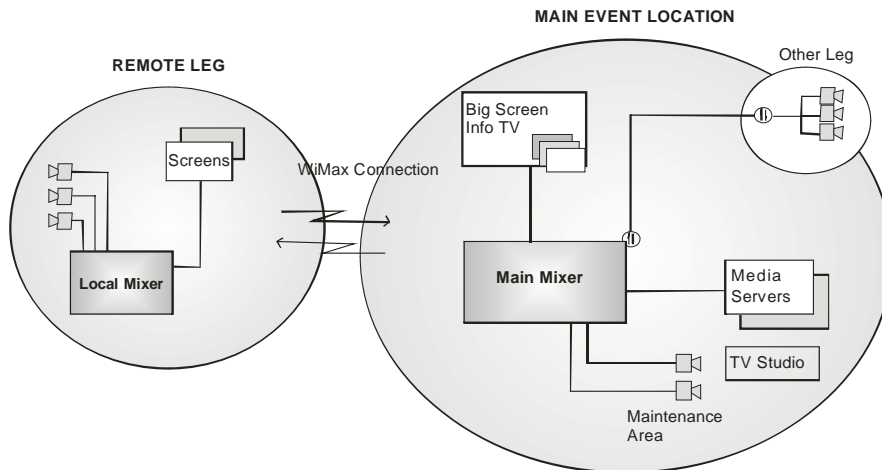 MAIN EVENT LOCATION
REMOTE LEG
Other Leg
Big Screen
Info TV
Screens
WiMax Connection
Local Mixer
Main Mixer
Media
Servers
TV Studio
Maintenance
Area